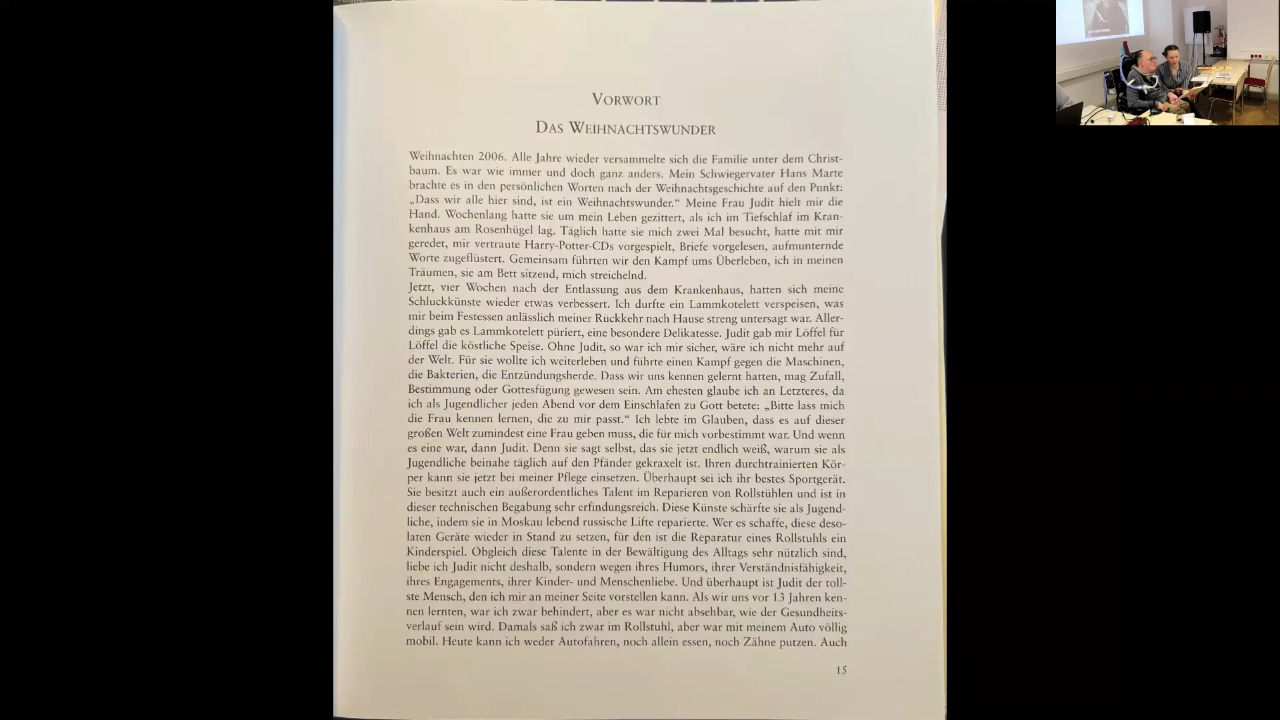 VORWORT
DAS WEIHNACHTSWUNDER
Weihnachten 2006. Alle Jahre wieder versammelte sich die Familie unter dem Christ-
baum. Es war wie immer und doch ganz anders. Mein Schwiegervater Hans Marte
brachte es in den persönlichen Worten nach der Weihnachtsgeschichte auf den Punkt:
„Dass wir alle hier sind, ist ein Weihnachtswunder.“ Meine Frau Judit hielt mir die
Hand. Wochenlang hatte sie um mein Leben gezittert, als ich im Tiefschlaf im Kran-
kenhaus am Rosenhügel lag. Täglich hatte sie mich zwei Mal besucht, hatte mit mir
geredet, mir vertraute Harry-Potter-CDs vorgespielt, Briefe vorgelesen, aufmunternde
Worte zugeflüstert. Gemeinsam führten wir den Kampf ums Überleben, ich in meinen
Träumen, sie am Bett sitzend, mich streichelnd.
Jetzt, vier Wochen nach der Entlassung aus dem Krankenhaus, hatten sich meine
Schluckkünste wieder etwas verbessert. Ich durfte ein Lammkotelett verspeisen, was
mir beim Festessen anlässlich meiner Rückkehr nach Hause streng untersagt war. Aller-
dings gab es Lammkotelett püriert, eine besondere Delikatesse. Judit gab mir Löffel für
Löffel die köstliche Speise. Ohne Judit, so war ich mir sicher, wäre ich nicht mehr auf
der Welt. Für sie wollte ich weiterleben und führte einen Kampf gegen die Maschinen,
die Bakterien, die Entzündungsherde. Dass wir uns kennen gelernt hatten, mag Zufall,
Bestimmung oder Gottesfügung gewesen sein. Am ehesten glaube ich an Letzteres, da
ich als Jugendlicher jeden Abend vor dem Einschlafen zu Gott betete: „Bitte lass mich
die Frau kennen lernen, die zu mir passt.“ Ich lebte im Glauben, dass es auf dieser
großen Welt zumindest eine Frau geben muss, die für mich vorbestimmt war. Und wenn
es eine war, dann Judit. Denn sie sagt selbst, das sie jetzt endlich weiß, warum sie als
Jugendliche beinahe täglich auf den Pfänder gekraxelt ist. Ihren durchtrainierten Kör-
per kann sie jetzt bei meiner Pflege einsetzen. Überhaupt sei ich ihr bestes Sportgerät.
Sie besitzt auch ein außerordentliches Talent im Reparieren von Rollstühlen und ist in
dieser technischen Begabung sehr erfindungsreich. Diese Künste schärfte sie als Jugend-
liche, indem sie in Moskau lebend russische Lifte reparierte. Wer es schaffe, diese deso-
laten Geräte wieder in Stand zu setzen, für den ist die Reparatur eines Rollstuhls ein
Kinderspiel. Obgleich diese Talente in der Bewältigung des Alltags sehr nützlich sind,
liebe ich Judit nicht deshalb, sondern wegen ihres Humors, ihrer Verständnisfähigkeit,
ihres Engagements, ihrer Kinder- und Menschenliebe. Und überhaupt ist Judit der toll-
ste Mensch, den ich mir an meiner Seite vorstellen kann. Als wir uns vor 13 Jahren ken-
nen lernten, war ich zwar behindert, aber es war nicht absehbar, wie der Gesundheits-
verlauf sein wird. Damals saß ich zwar im Rollstuhl, aber war mit meinem Auto völlig
mobil. Heute kann ich weder Autofahren, noch allein essen, noch Zähne putzen. Auch
15